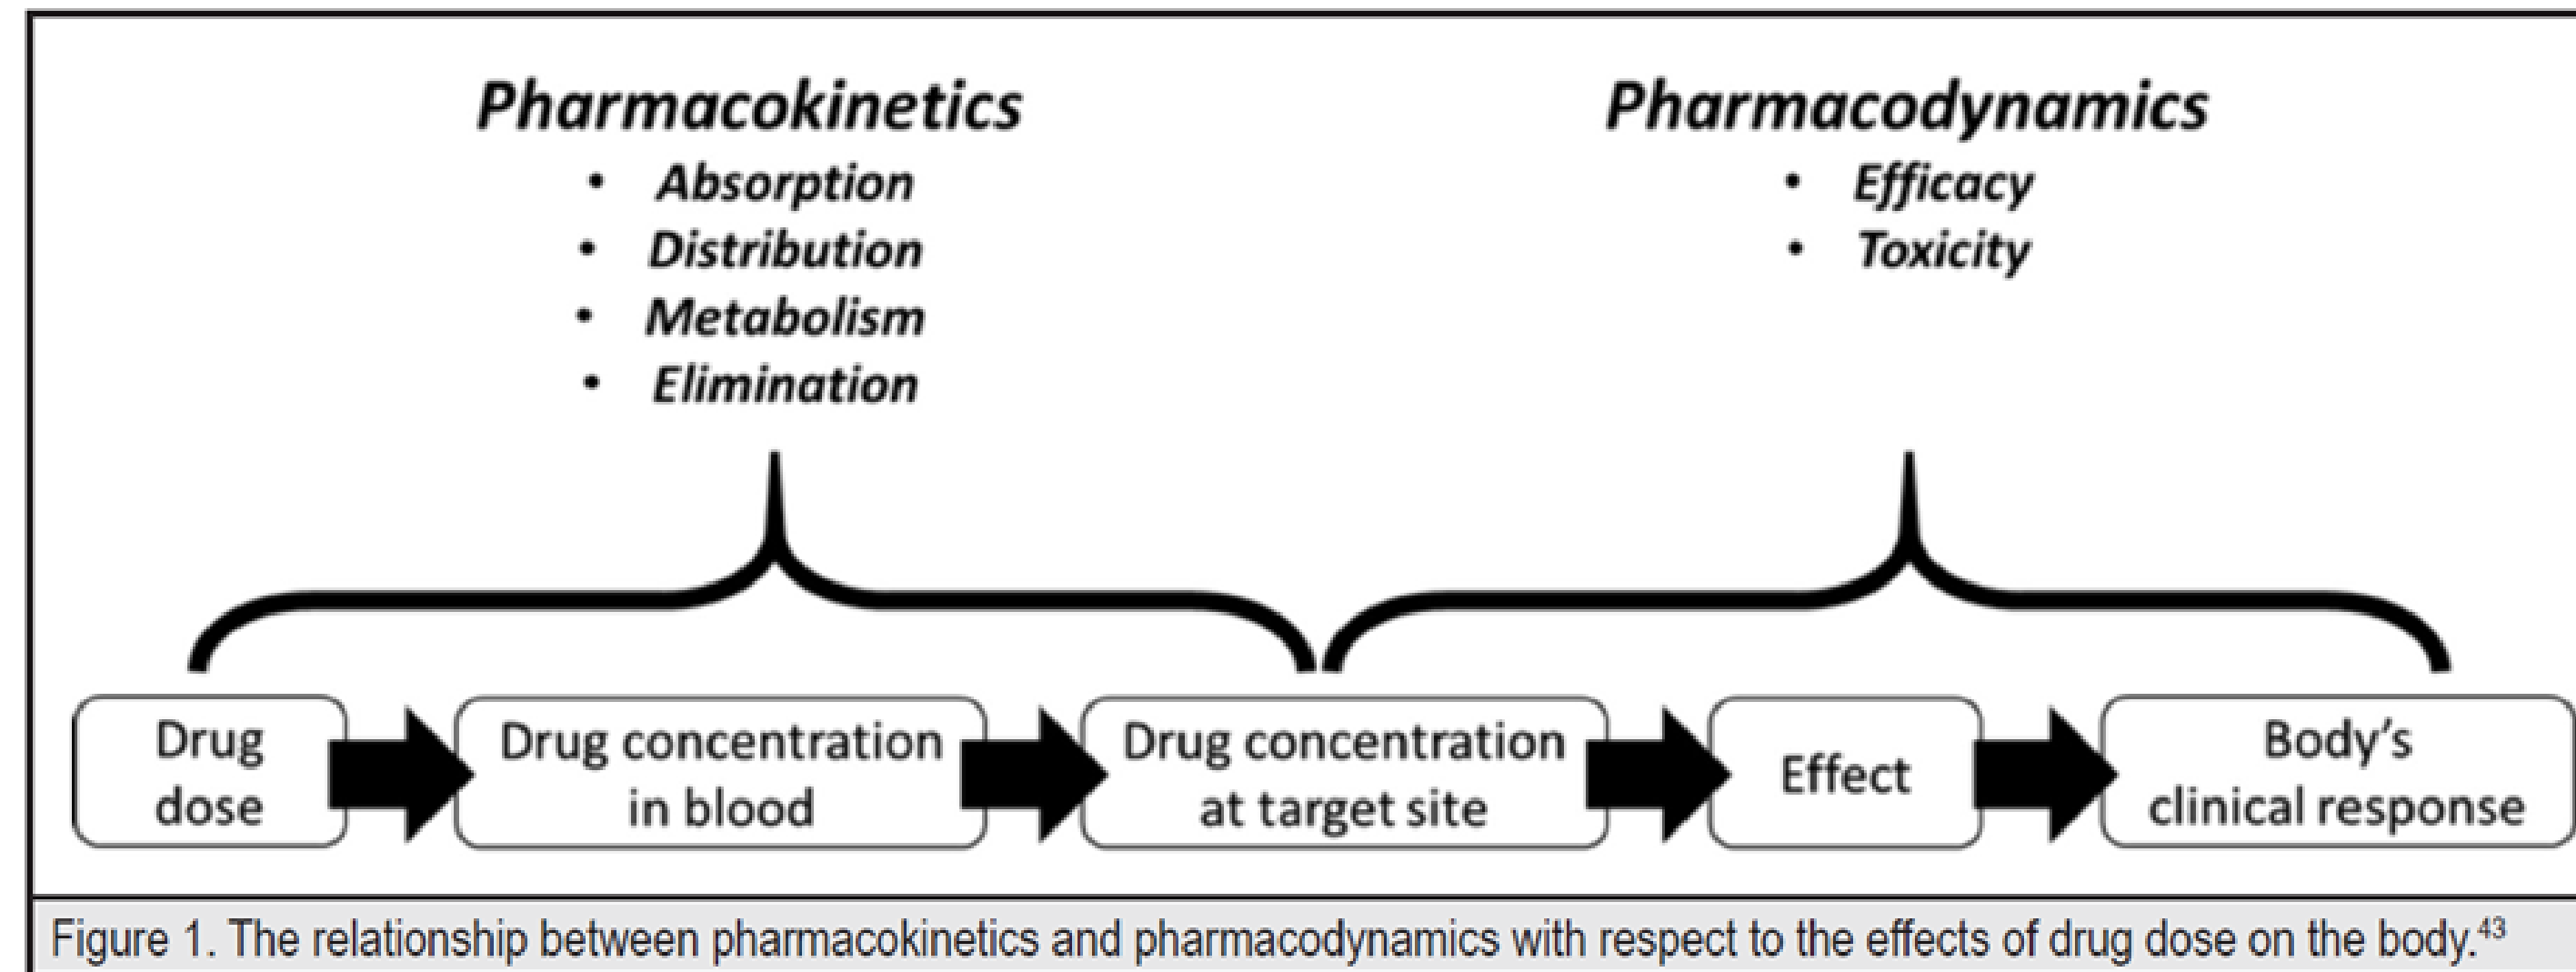 Pharmacokinetics
• Absorption
• Distribution
• Metabolism
• Elimination
Pharmacodynamics
• Efficacy
• Toxicity
Drug
dose
Drug concentration
in blood
Drug concentration
at target site
Effect
Body's
clinical response
Figure 1. The relationship between pharmacokinetics and pharmacodynamics with respect to the effects of drug dose on the body.43